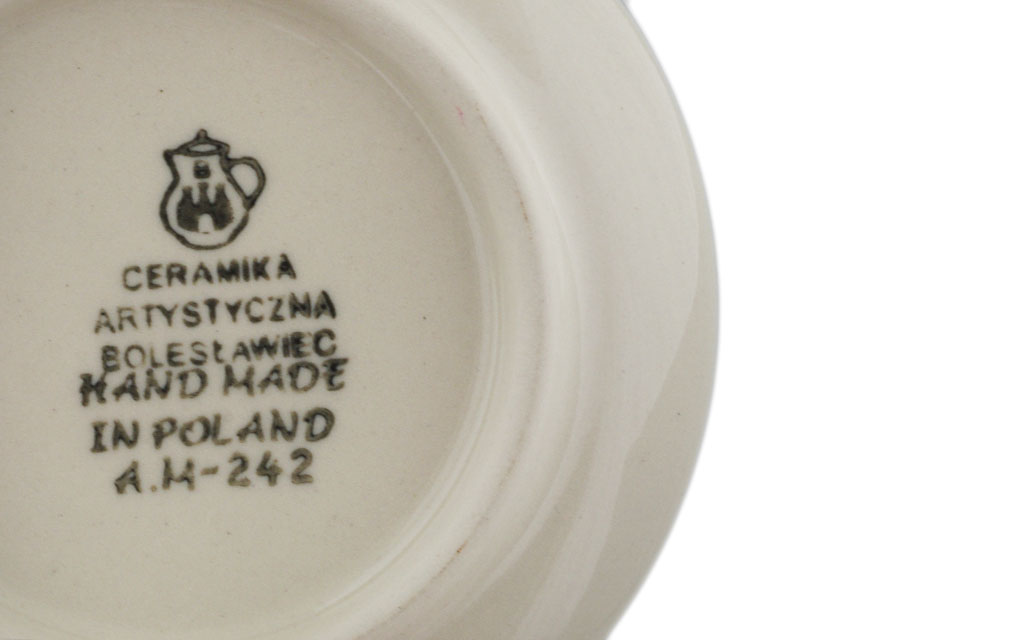 CERAMIKA
ARTYSTYCZNA
BOLESŁAWIEC
HAND MADE
IN POLAND
A.M-242